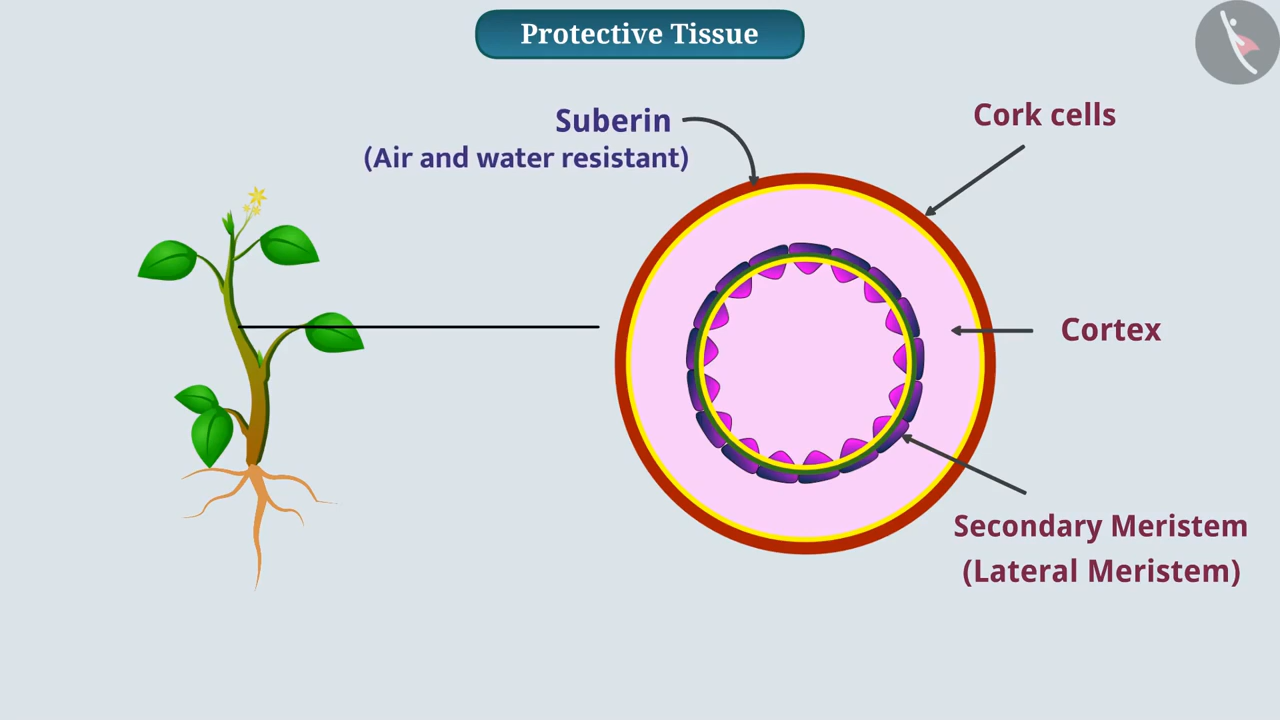 Protective Tissue
Suberin
(Air and water resistant)
Cork cells
Cortex
Secondary Meristem
(Lateral Meristem)